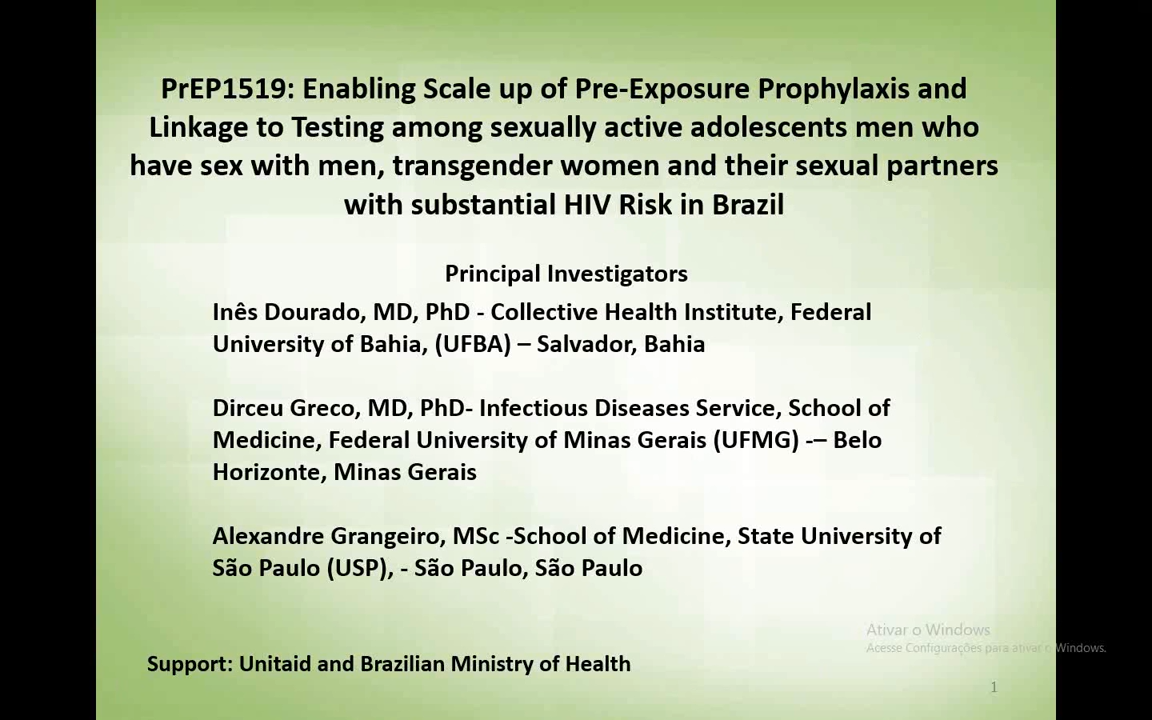 PrEP1519: Enabling Scale up of Pre-Exposure Prophylaxis and
Linkage to Testing among sexually active adolescents men who
have sex with men, transgender women and their sexual partners
with substantial HIV Risk in Brazil
Principal Investigators
Inês Dourado, MD, PhD - Collective Health Institute, Federal
University of Bahia, (UFBA) – Salvador, Bahia
Dirceu Greco, MD, PhD- Infectious Diseases Service, School of
Medicine, Federal University of Minas Gerais (UFMG) -– Belo
Horizonte, Minas Gerais
Alexandre Grangeiro, MSc -School of Medicine, State University of
São Paulo (USP), - São Paulo, São Paulo
Ativar o Windows
Acesse Configurações para ativar o Windows.
Support: Unitaid and Brazilian Ministry of Health
1